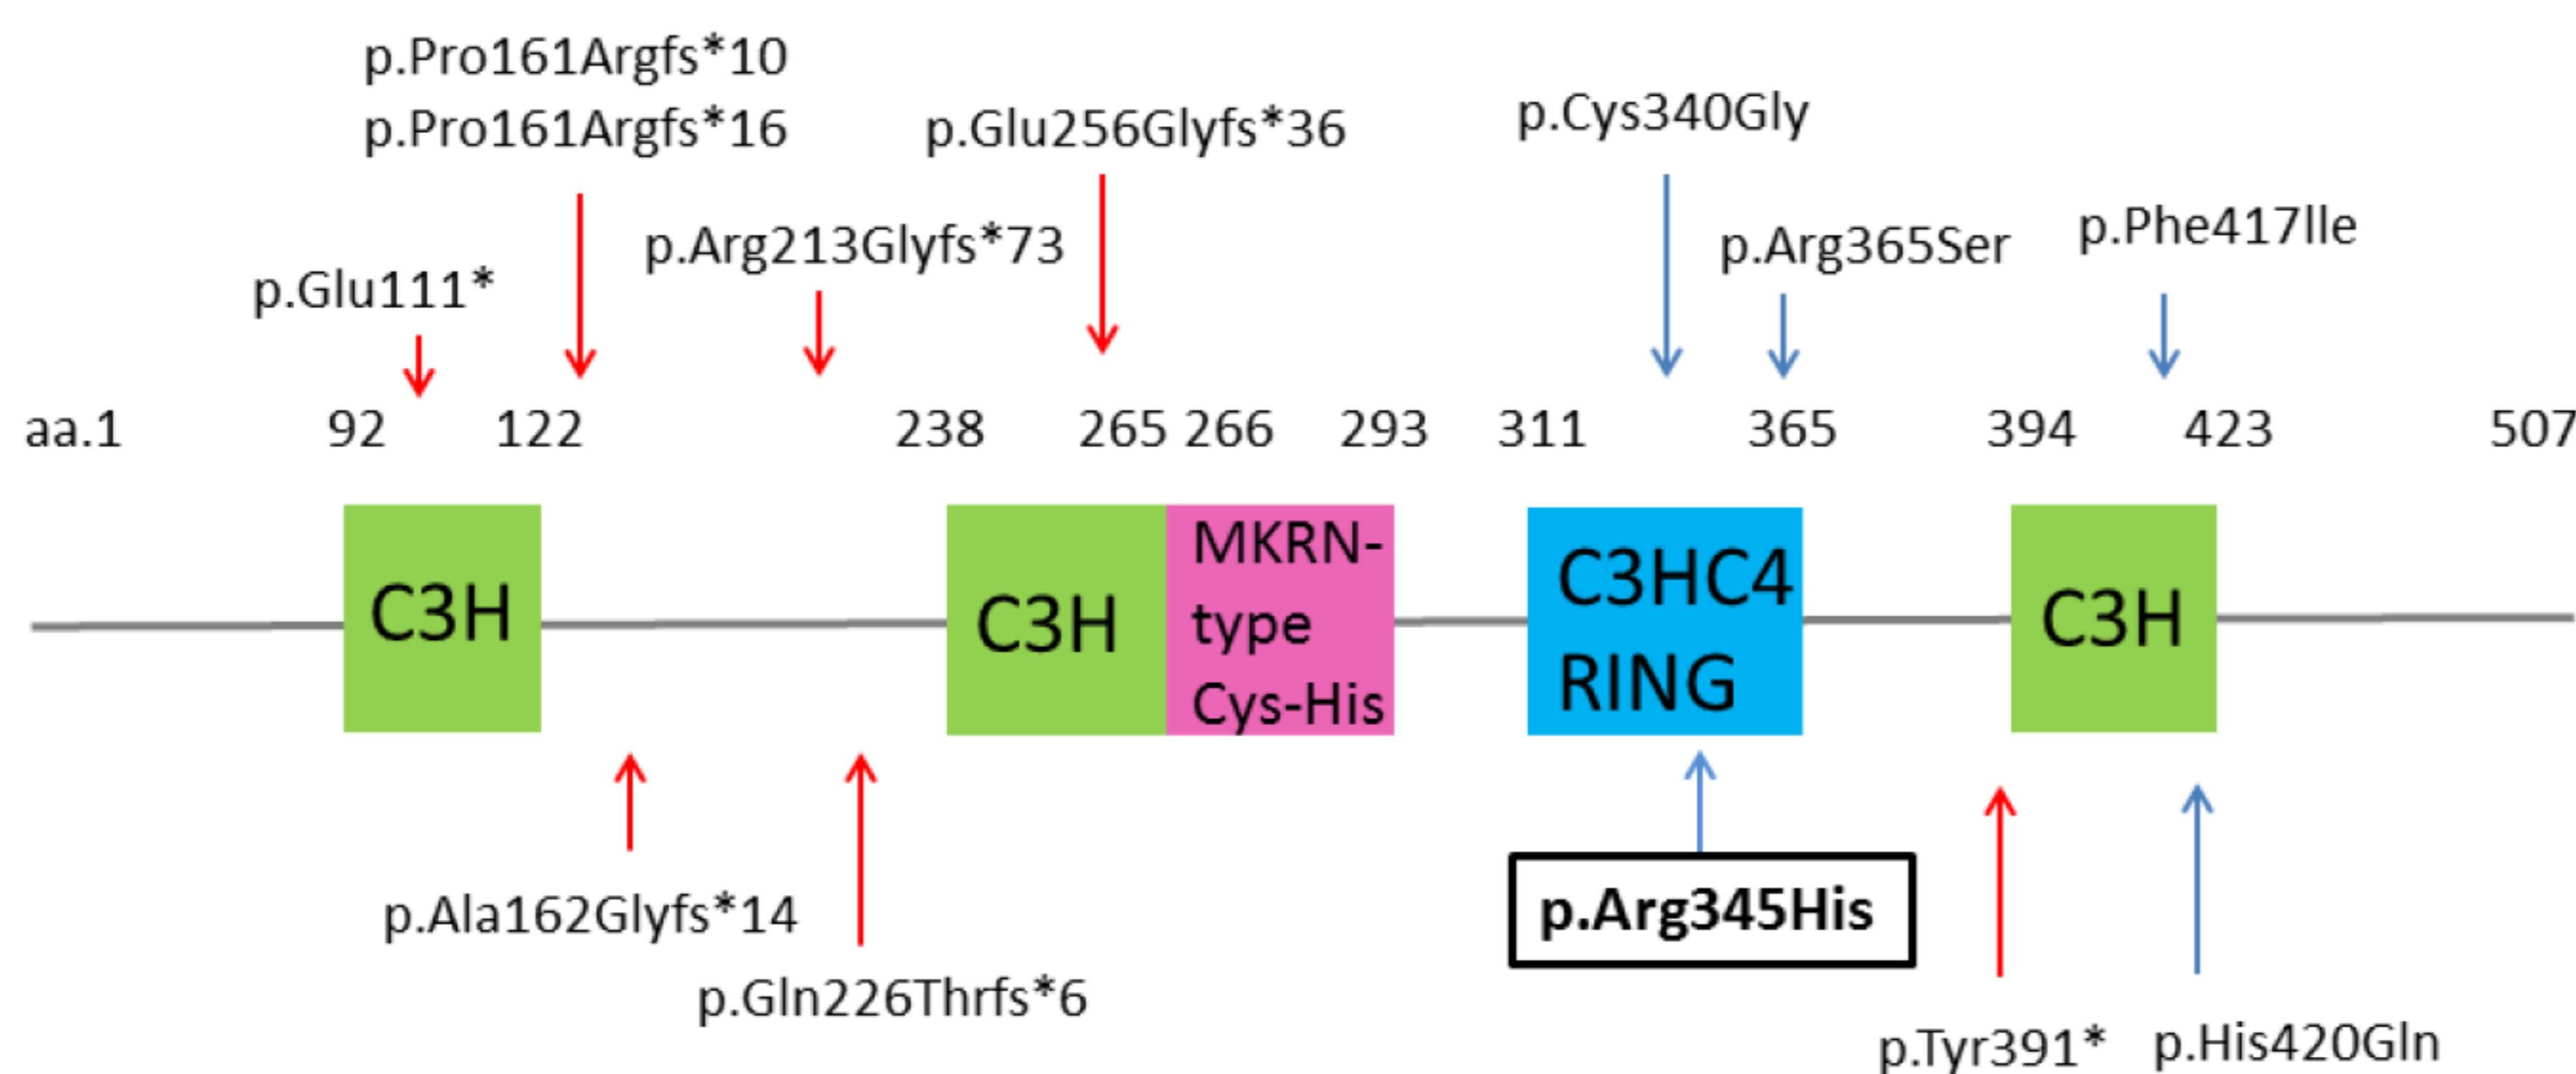 p.Pro161Argfs*10
p.Pro161Argfs*16
p.Glu256Glyfs*36
p.Cys340Gly
p.Arg213Glyfs*73
p.Arg365Ser
p.Phe417Ile
p.Glu111*
aa.1 92 122 238 265 266 293 311 365 394 423 507
C3H
C3H
MKRN-
type
Cys-His
C3HC4
RING
C3H
p.Ala162Glyfs*14
p.Arg345His
p.Gln226Thrfs*6
p.Tyr391*
p.His420Gln